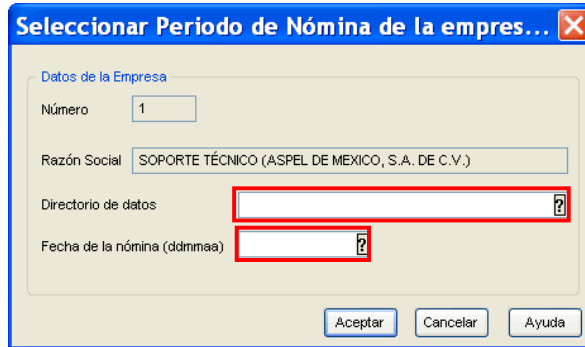 Seleccionar Periodo de Nómina de la empres...
Datos de la Empresa
Número 1
Razón Social SOPORTE TÉCNICO (ASPEL DE MEXICO, S.A. DE C.V.)
Directorio de datos ?
Fecha de la nómina (ddmmaa) ?
Aceptar Cancelar Ayuda